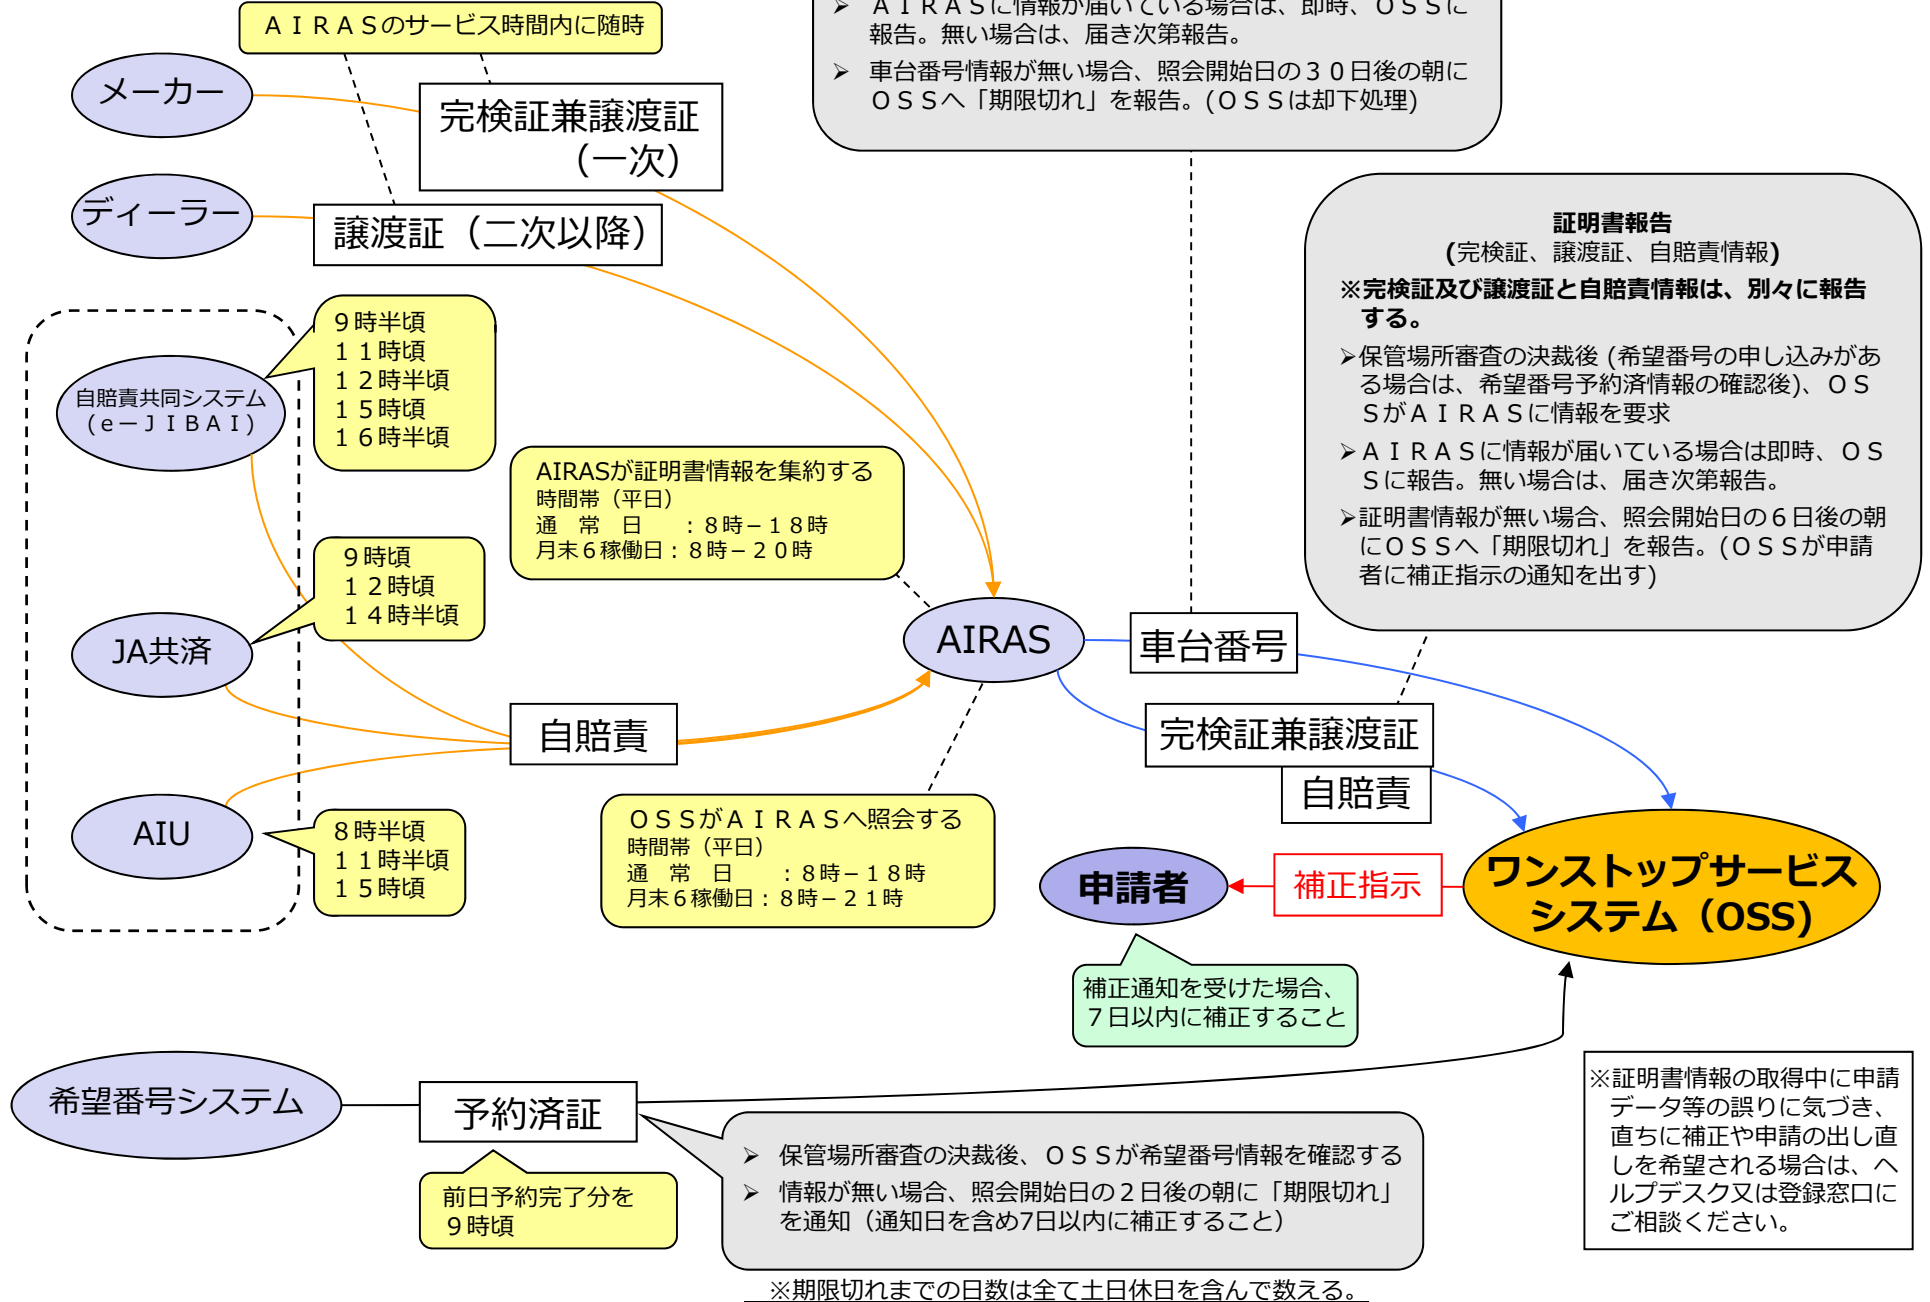 ＡＩＲＡＳのサービス時間内に随時
➢ ＡＩＲＡＳに情報が届いている場合は、即時、ＯＳＳに
報告。無い場合は、届き次第報告。
➢ 車台番号情報が無い場合、照会開始日の３０日後の朝に
ＯＳＳへ「期限切れ」を報告。(ＯＳＳは却下処理)
メーカー
完検証兼譲渡証
（一次）
ディーラー
譲渡証（二次以降）
証明書報告
(完検証、譲渡証、自賠責情報)
※完検証及び譲渡証と自賠責情報は、別々に報告
する。
➢保管場所審査の決裁後 (希望番号の申し込みがあ
る場合は、希望番号予約済情報の確認後)、ＯＳ
ＳがＡＩＲＡＳに情報を要求
➢ＡＩＲＡＳに情報が届いている場合は即時、ＯＳ
Ｓに報告。無い場合は、届き次第報告。
➢証明書情報が無い場合、照会開始日の６日後の朝
にＯＳＳへ「期限切れ」を報告。(ＯＳＳが申請
者に補正指示の通知を出す)
自賠責共同システム
（ｅ－ＪＩＢＡＩ）
９時半頃
１１時頃
１２時半頃
１５時頃
１６時半頃
AIRASが証明書情報を集約する
時間帯（平日）
通　常　日　　：８時－１８時
月末６稼働日：８時－２０時
JA共済
９時頃
１２時頃
１４時半頃
AIRAS
車台番号
自賠責
完検証兼譲渡証
自賠責
AIU
８時半頃
１１時半頃
１５時頃
ＯＳＳがＡＩＲＡＳへ照会する
時間帯（平日）
通　常　日　　：８時－１８時
月末６稼働日：８時－２１時
申請者
補正指示
ワンストップサービス
システム（OSS)
補正通知を受けた場合、
７日以内に補正すること
希望番号システム
予約済証
前日予約完了分を
９時頃
➢ 保管場所審査の決裁後、ＯＳＳが希望番号情報を確認する
➢ 情報が無い場合、照会開始日の２日後の朝に「期限切れ」
を通知（通知日を含め7日以内に補正すること）
※証明書情報の取得中に申請
データ等の誤りに気づき、
直ちに補正や申請の出し直
しを希望される場合は、ヘ
ルプデスク又は登録窓口に
ご相談ください。
※期限切れまでの日数は全て土日休日を含んで数える。